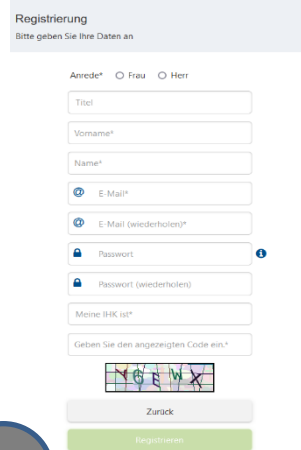 Registrierung
Bitte geben Sie Ihre Daten an
Anrede* Frau Herr
Titel
Vorname*
Name*
@ E-Mail*
@ E-Mail (wiederholen)*
Passwort
Passwort (wiederholen)
Meine IHK ist*
Geben Sie den angezeigten Code ein.*
Zurück
Registrieren